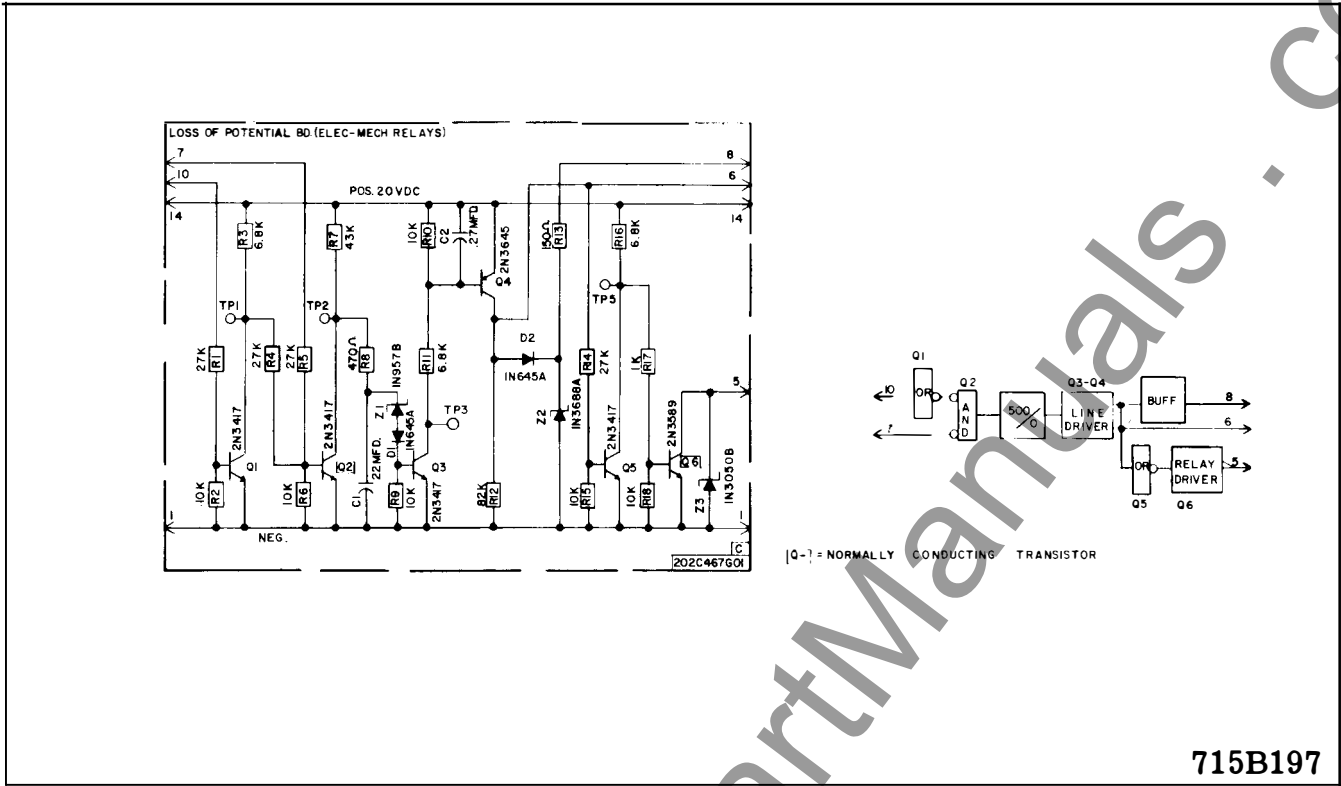 LOSS OF POTENTIAL BD.(ELEC-MECH RELAYS)
7
8
10
6
POS. 20VDC
14
14
R3
6.8K
R7
43K
10K
R10
C2
.27MFD.
2N3645
Q4
150Ω
R13
R16
6.8K
TP1
TP2
TP5
27K
R1
27K
R4
27K
R5
470Ω
R8
IN957B
Z1
R11
6.8K
D2
IN645A
R14
27K
1K
R17
5
2N3417
2N3417
IN645A
D1
TP3
Z2
IN3688A
2N3417
2N3589
Q1
Q2
Q3
Q5
Q6
10K
R2
10K
R6
22MFD.
C1
R9
10K
2N3417
82K
R12
10K
R15
10K
R18
Z3
IN3050B
1
NEG.
1
C
202C467G01
Q1
OR
10
7
Q2
AND
500/0
Q3-Q4
LINE DRIVER
BUFF
8
6
OR
Q5
RELAY DRIVER
Q6
5
[Q-] = NORMALLY CONDUCTING TRANSISTOR
715B197